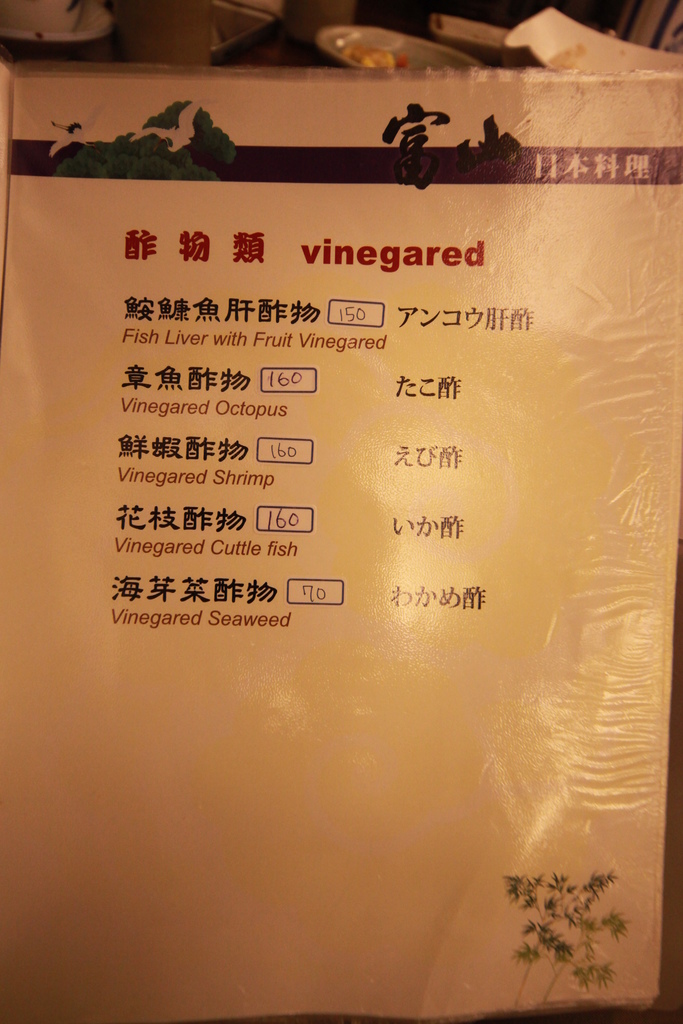 富山 日本料理
酢物類 vinegared
鮟鱇魚肝酢物 150 アンコウ肝酢
Fish Liver with Fruit Vinegared
章魚酢物 160 たこ酢
Vinegared Octopus
鮮蝦酢物 160 えび酢
Vinegared Shrimp
花枝酢物 160 いか酢
Vinegared Cuttle fish
海芽菜酢物 70 わかめ酢
Vinegared Seaweed